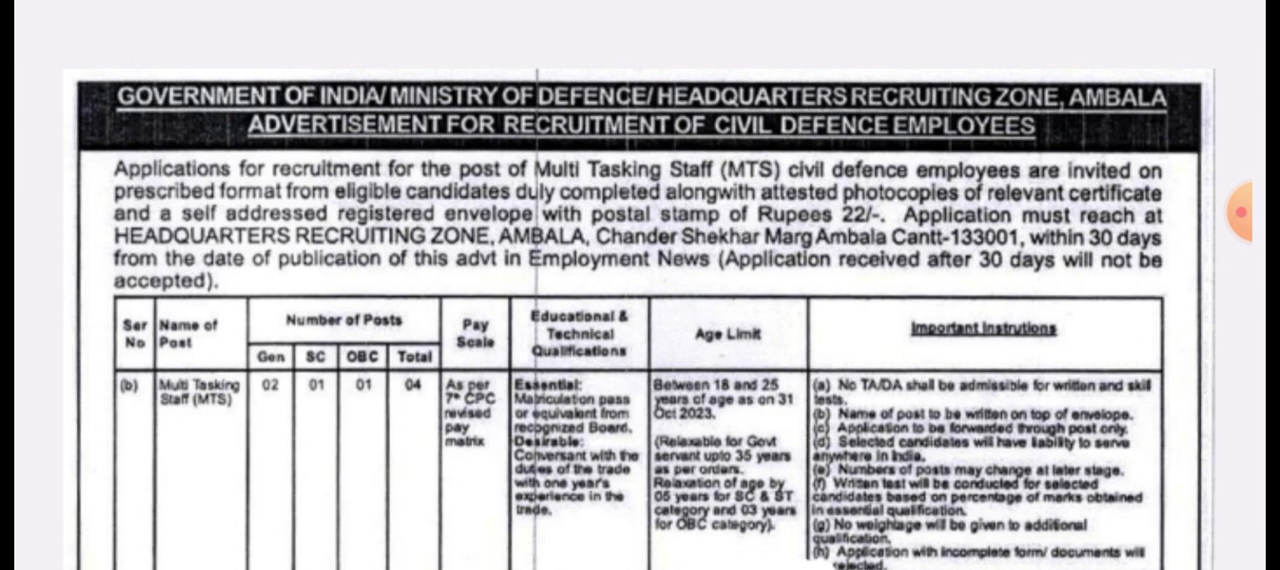 GOVERNMENT OF INDIA/ MINISTRY OF DEFENCE/ HEADQUARTERS RECRUITING ZONE, AMBALA
ADVERTISEMENT FOR RECRUITMENT OF CIVIL DEFENCE EMPLOYEES
Applications for recruitment for the post of Multi Tasking Staff (MTS) civil defence employees are invited on
prescribed format from eligible candidates duly completed alongwith attested photocopies of relevant certificate
and a self addressed registered envelope with postal stamp of Rupees 22/-. Application must reach at
HEADQUARTERS RECRUITING ZONE, AMBALA, Chander Shekhar Marg Ambala Cantt-133001, within 30 days
from the date of publication of this advt in Employment News (Application received after 30 days will not be
accepted).
Ser
No
Name of
Post
Number of Posts
Gen SC OBC Total
Pay
Scale
Educational &
Technical
Qualifications
Age Limit
Important Instrutions
(b)
Multi Tasking
Staff (MTS)
02 01 01 04
As per
7th CPC
revised
pay
matrix
Essential:
Matriculation pass
or equivalent from
recognized Board.
Desirable:
Conversant with the
duties of the trade
with one year's
experience in the
trade.
Between 18 and 25
years of age as on 31
Oct 2023.
(Relaxable for Govt
servant upto 35 years
as per orders.
Relaxation of age by
05 years for SC & ST
category and 03 years
for OBC category).
(a) No TA/DA shall be admissible for written and skill
tests.
(b) Name of post to be written on top of envelope.
(c) Application to be forwarded through post only.
(d) Selected candidates will have liability to serve
anywhere in India.
(e) Numbers of posts may change at later stage.
(f) Written test will be conducted for selected
candidates based on percentage of marks obtained
in essential qualification.
(g) No weightage will be given to additional
qualification.
(h) Application with incomplete form/ documents will